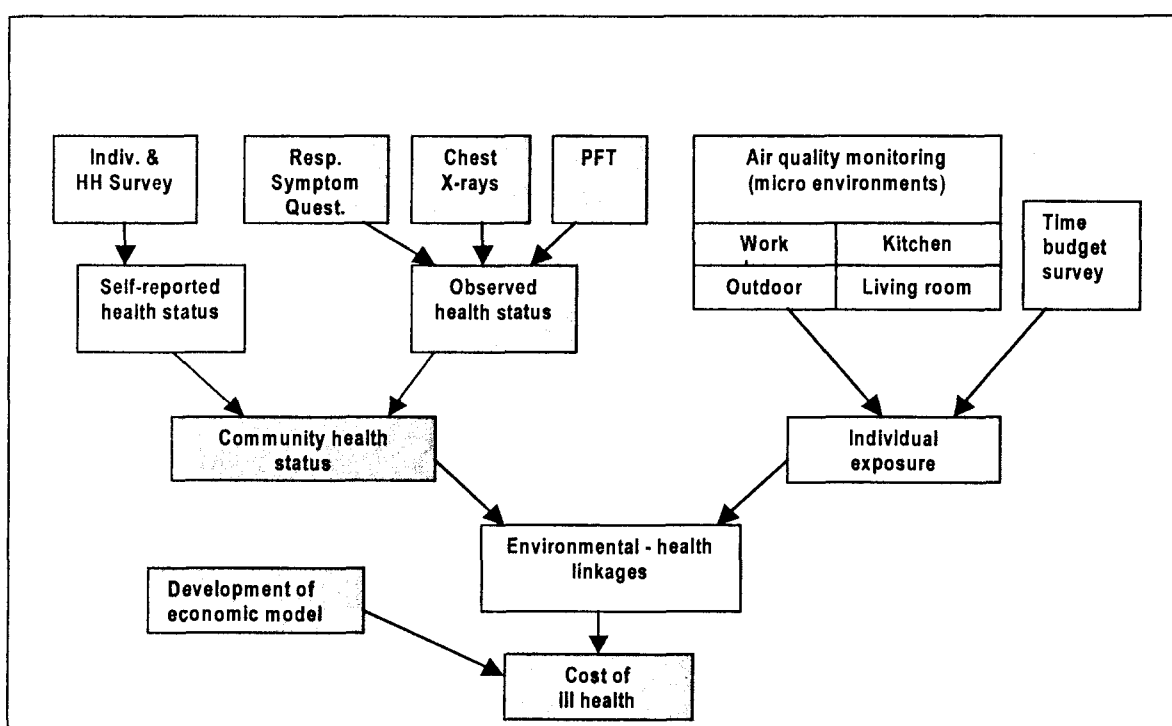 Indiv. &
HH Survey
Resp.
Symptom
Quest.
Chest
X-rays
PFT
Air quality monitoring
(micro environments)
Work
Kitchen
Outdoor
Living room
Time
budget
survey
Self-reported
health status
Observed
health status
Community health
status
Individual
exposure
Environmental - health
linkages
Development of
economic model
Cost of
Ill health